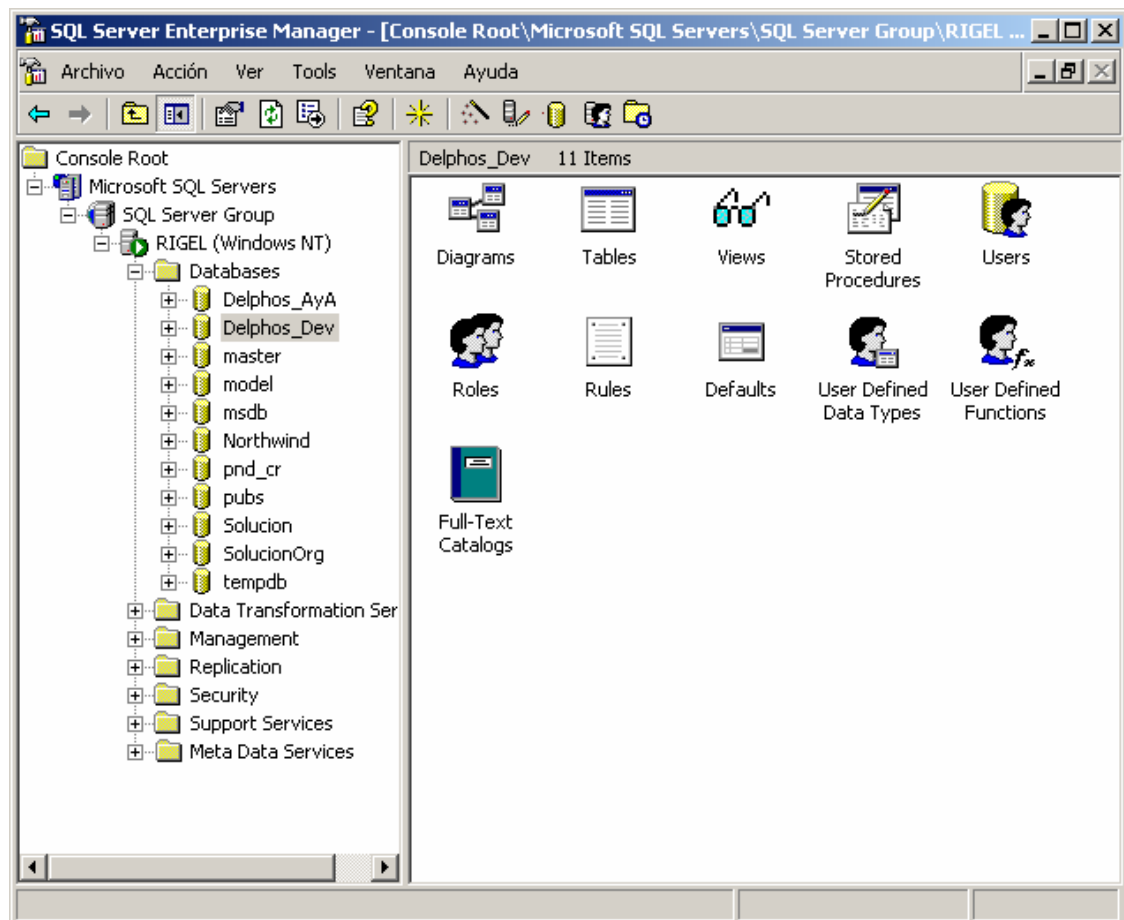 SQL Server Enterprise Manager - [Console Root\Microsoft SQL Servers\SQL Server Group\RIGEL ...
Archivo Acción Ver Tools Ventana Ayuda
Console Root
Microsoft SQL Servers
SQL Server Group
RIGEL (Windows NT)
Databases
Delphos_AyA
Delphos_Dev
master
model
msdb
Northwind
pnd_cr
pubs
Solucion
SolucionOrg
tempdb
Data Transformation Ser
Management
Replication
Security
Support Services
Meta Data Services
Delphos_Dev 11 Items
Diagrams Tables Views Stored Users
Procedures
Roles Rules Defaults User Defined User Defined
Data Types Functions
Full-Text
Catalogs